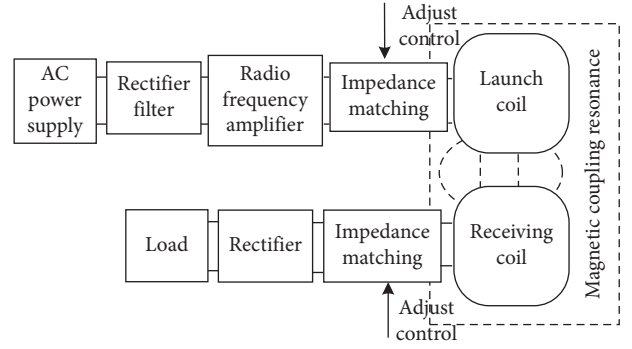 Adjust
control
AC
power
supply
Rectifier
filter
Radio
frequency
amplifier
Impedance
matching
Launch
coil
Magnetic coupling resonance
Load
Rectifier
Impedance
matching
Receiving
coil
Adjust
control